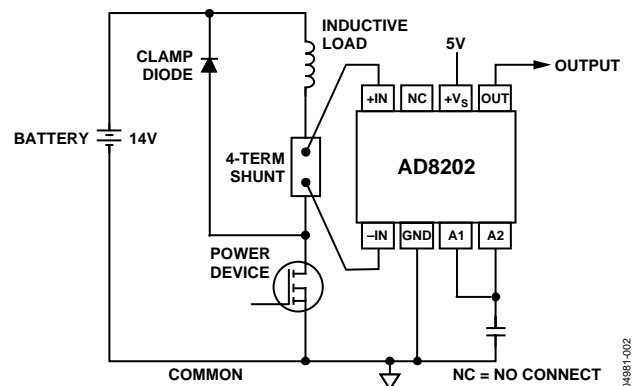 INDUCTIVE
LOAD
CLAMP
DIODE
5V
OUTPUT
+IN
NC
+VS
OUT
BATTERY
14V
4-TERM
SHUNT
AD8202
–IN
GND
A1
A2
POWER
DEVICE
COMMON
NC = NO CONNECT
04981-002